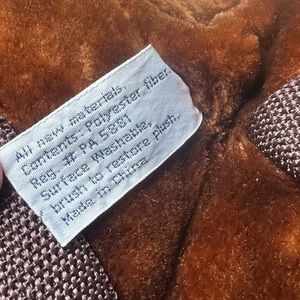 All new materials
Contents: Polyester fiber.
Reg. # PA 5881
Surface Washable,
brush to restore plush.
Made in China